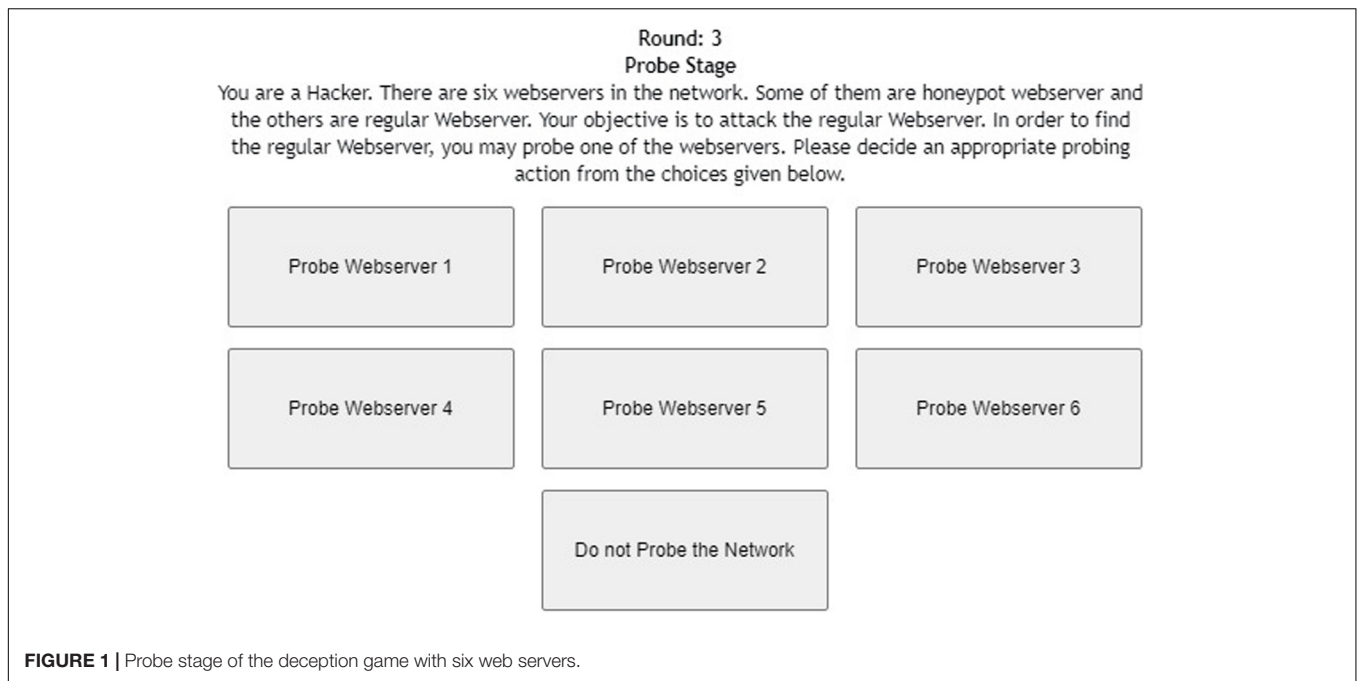 Round: 3
Probe Stage
You are a Hacker. There are six webservers in the network. Some of them are honeypot webserver and
the others are regular Webserver. Your objective is to attack the regular Webserver. In order to find
the regular Webserver, you may probe one of the webservers. Please decide an appropriate probing
action from the choices given below.
Probe Webserver 1
Probe Webserver 2
Probe Webserver 3
Probe Webserver 4
Probe Webserver 5
Probe Webserver 6
Do not Probe the Network
FIGURE 1 | Probe stage of the deception game with six web servers.